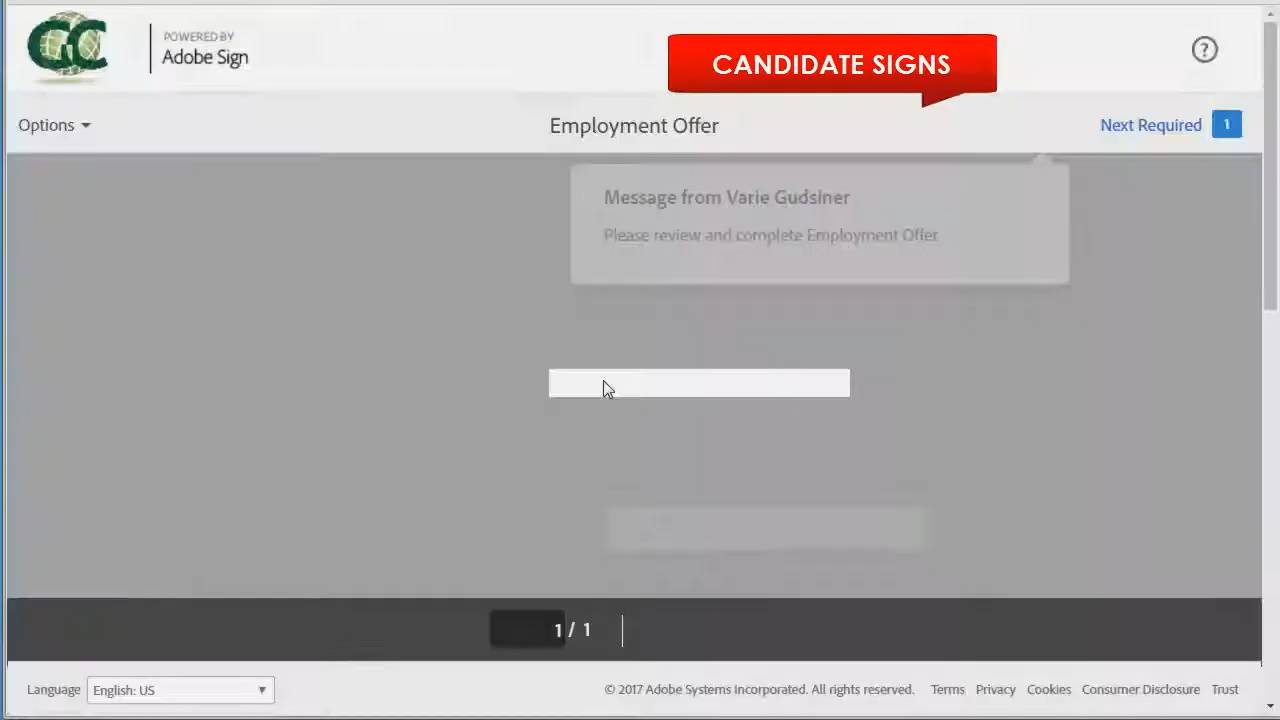 GC
POWERED BY
Adobe Sign
CANDIDATE SIGNS
?
Options
Employment Offer
Next Required 1
Message from Varie Gudsiner
Please review and complete Employment Offer
1 / 1
Language English: US
© 2017 Adobe Systems Incorporated. All rights reserved. Terms Privacy Cookies Consumer Disclosure Trust